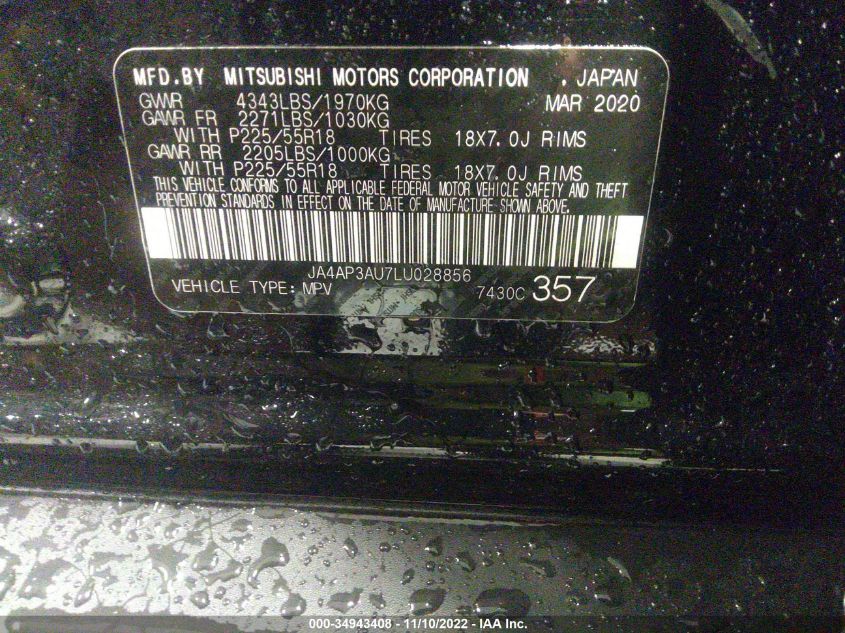 MFD.BY MITSUBISHI MOTORS CORPORATION , JAPAN
GVWR 4343LBS/1970KG MAR 2020
GAWR FR 2271LBS/1030KG
WITH P225/55R18 TIRES 18X7.0J RIMS
GAWR RR 2205LBS/1000KG
WITH P225/55R18 TIRES 18X7.0J RIMS
THIS VEHICLE CONFORMS TO ALL APPLICABLE FEDERAL MOTOR VEHICLE SAFETY AND THEFT
PREVENTION STANDARDS IN EFFECT ON THE DATE OF MANUFACTURE SHOWN ABOVE.
JA4AP3AU7LU028856
VEHICLE TYPE: MPV 7430C 357
000-34943408 - 11/10/2022 - IAA Inc.